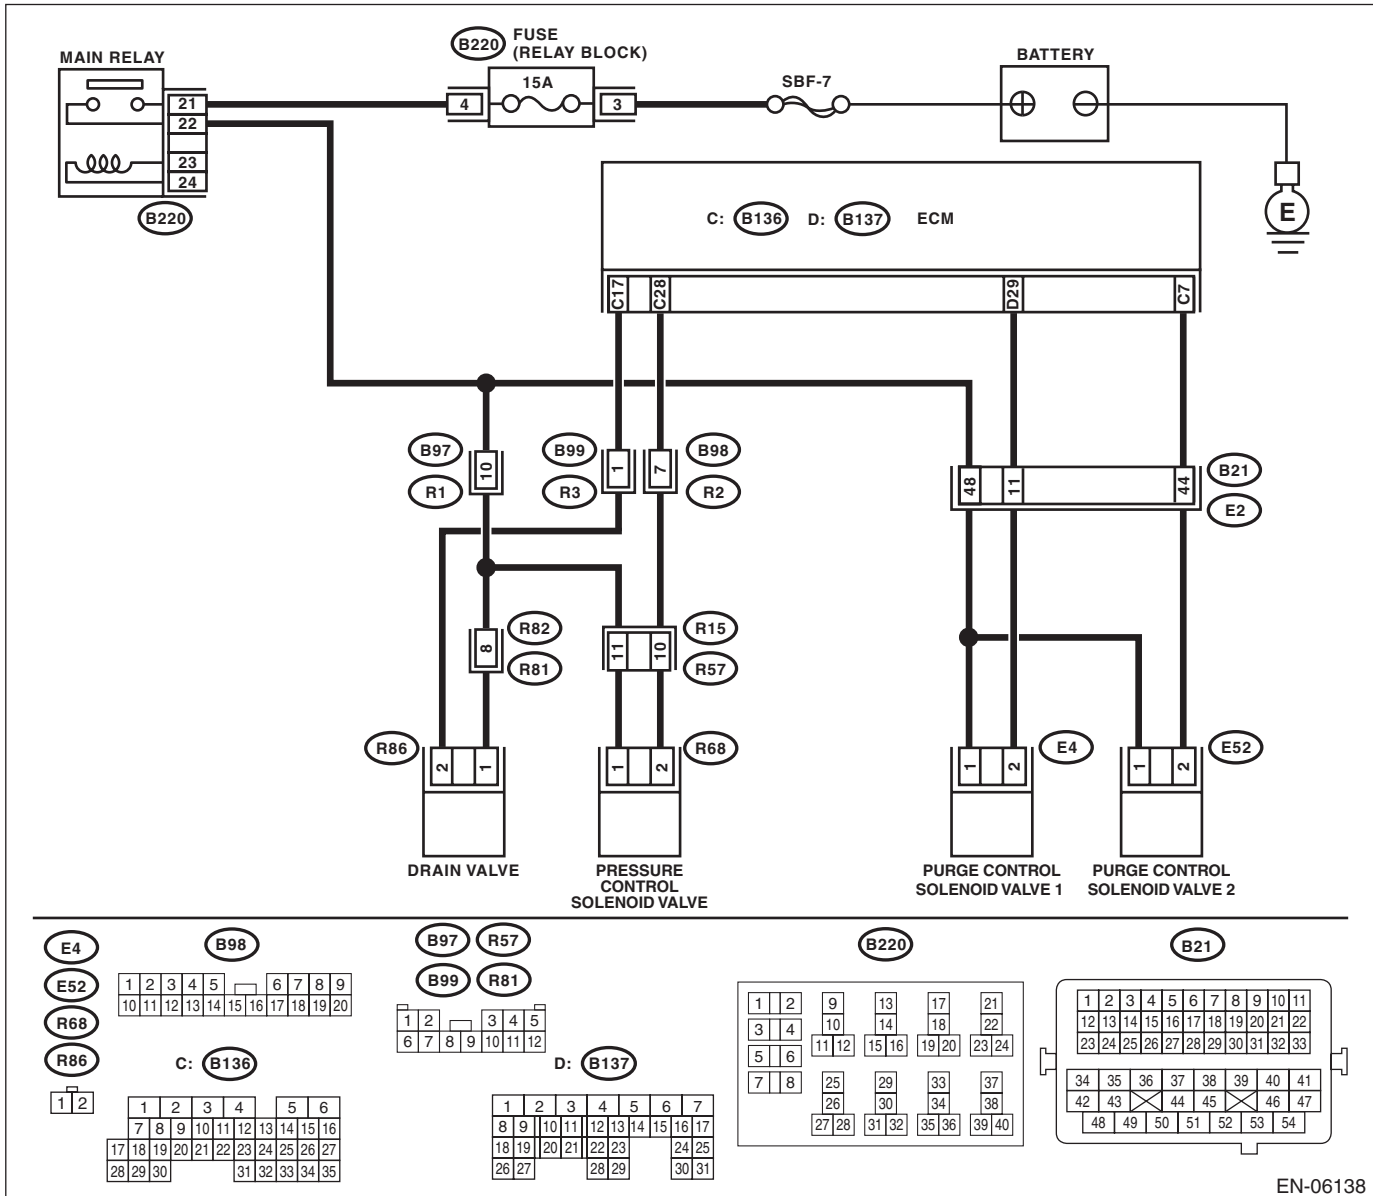 MAIN RELAY
B220
FUSE
(RELAY BLOCK)
15A
4
3
SBF-7
BATTERY
21
22
23
24
B220
E
C: B136 D: B137 ECM
C17
C28
D29
C7
B97
R1
10
B99
R3
1
7
B98
R2
48
11
44
B21
E2
8
R82
R81
11
10
R15
R57
R86
2
1
1
2
R68
1
2
E4
1
2
E52
DRAIN VALVE
PRESSURE
CONTROL
SOLENOID VALVE
PURGE CONTROL
SOLENOID VALVE 1
PURGE CONTROL
SOLENOID VALVE 2
E4
E52
R68
R86
1 2
B98
1 2 3 4 5 6 7 8 9
10 11 12 13 14 15 16 17 18 19 20
C: B136
1 2 3 4 5 6
7 8 9 10 11 12 13 14 15 16
17 18 19 20 21 22 23 24 25 26 27
28 29 30 31 32 33 34 35
B97 R57
B99 R81
1 2 3 4 5
6 7 8 9 10 11 12
D: B137
1 2 3 4 5 6 7
8 9 10 11 12 13 14 15 16 17
18 19 20 21 22 23 24 25
26 27 28 29 30 31
B220
1 2 9 13 17 21
3 4 10 14 18 22
5 6 11 12 15 16 19 20 23 24
7 8 25 29 33 37
26 30 34 38
27 28 31 32 35 36 39 40
B21
1 2 3 4 5 6 7 8 9 10 11
12 13 14 15 16 17 18 19 20 21 22
23 24 25 26 27 28 29 30 31 32 33
34 35 36 37 38 39 40 41
42 43 44 45 46 47
48 49 50 51 52 53 54
EN-06138